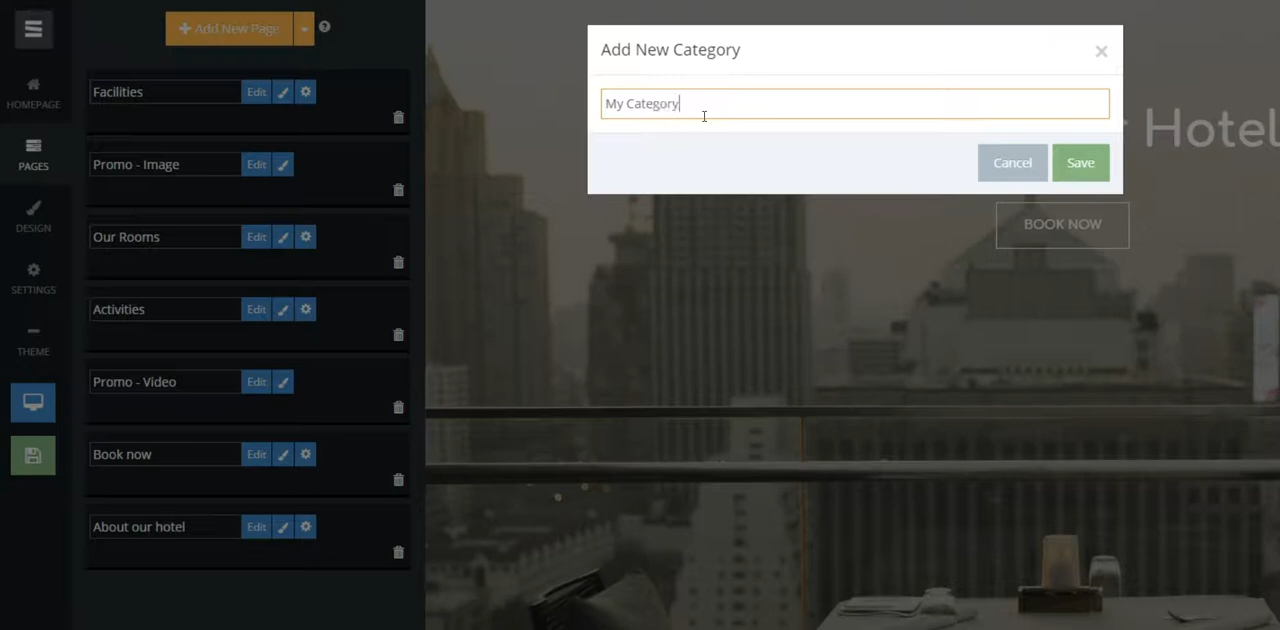 HOMEPAGE
PAGES
DESIGN
SETTINGS
THEME
Add New Page
Facilities Edit
Promo - Image Edit
Our Rooms Edit
Activities Edit
Promo - Video Edit
Book now Edit
About our hotel Edit
Add New Category
My Category
Cancel Save
Hotel
BOOK NOW